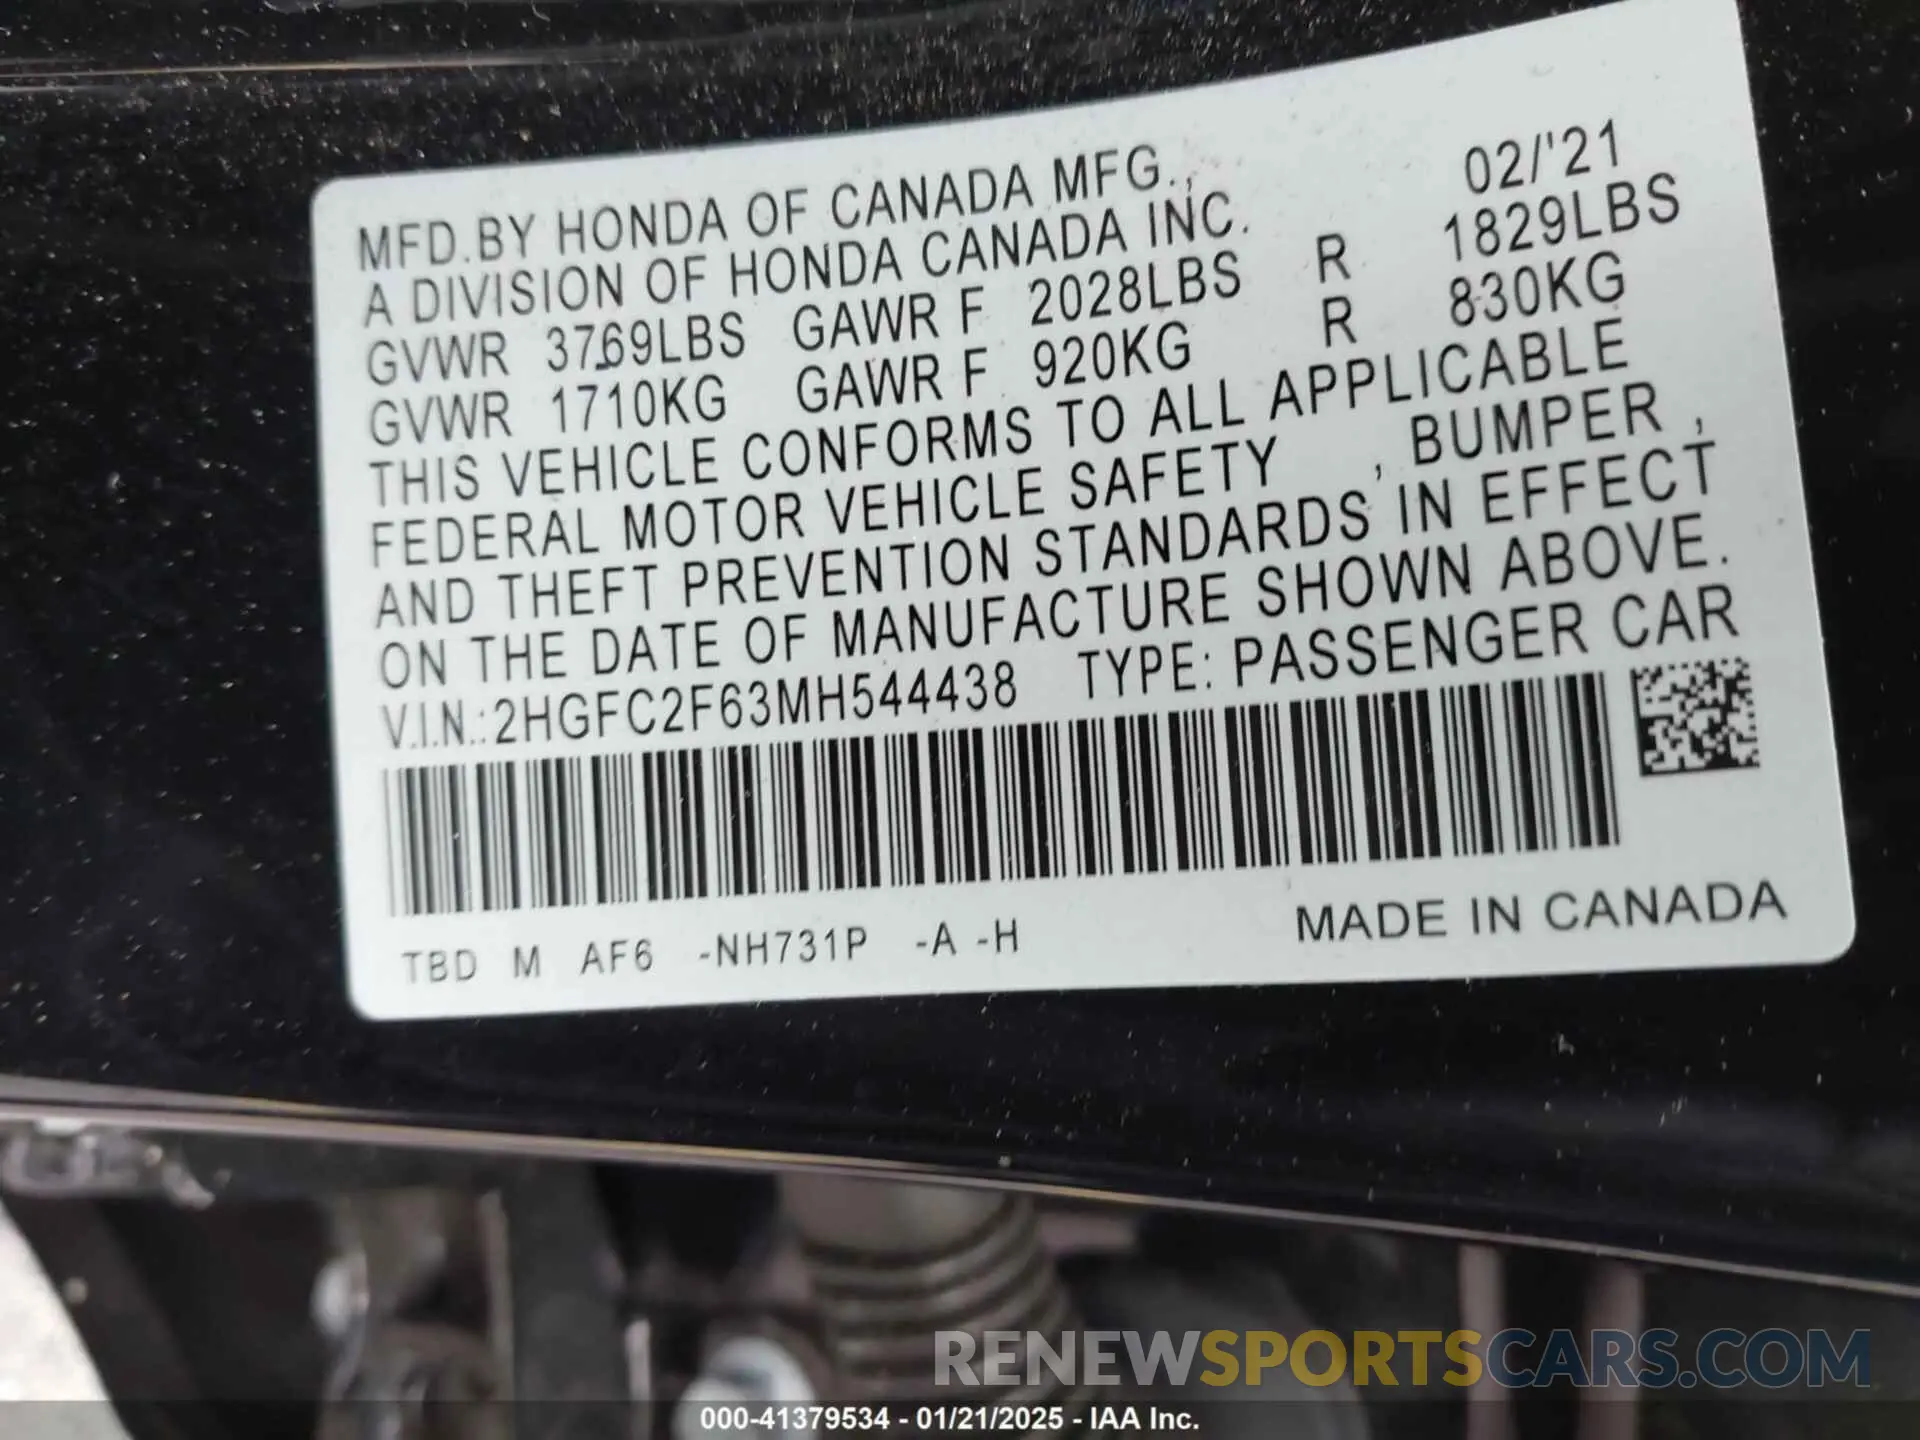 MFD.BY HONDA OF CANADA MFG., 02/'21
A DIVISION OF HONDA CANADA INC.
GVWR 3769LBS GAWR F 2028LBS R 1829LBS
GVWR 1710KG GAWR F 920KG R 830KG
THIS VEHICLE CONFORMS TO ALL APPLICABLE
FEDERAL MOTOR VEHICLE SAFETY , BUMPER ,
AND THEFT PREVENTION STANDARDS IN EFFECT
ON THE DATE OF MANUFACTURE SHOWN ABOVE.
V.I.N.:2HGFC2F63MH544438 TYPE: PASSENGER CAR
TBD M AF6 -NH731P -A -H MADE IN CANADA
RENEWSPORTSCARS.COM
000-41379534 - 01/21/2025 - IAA Inc.